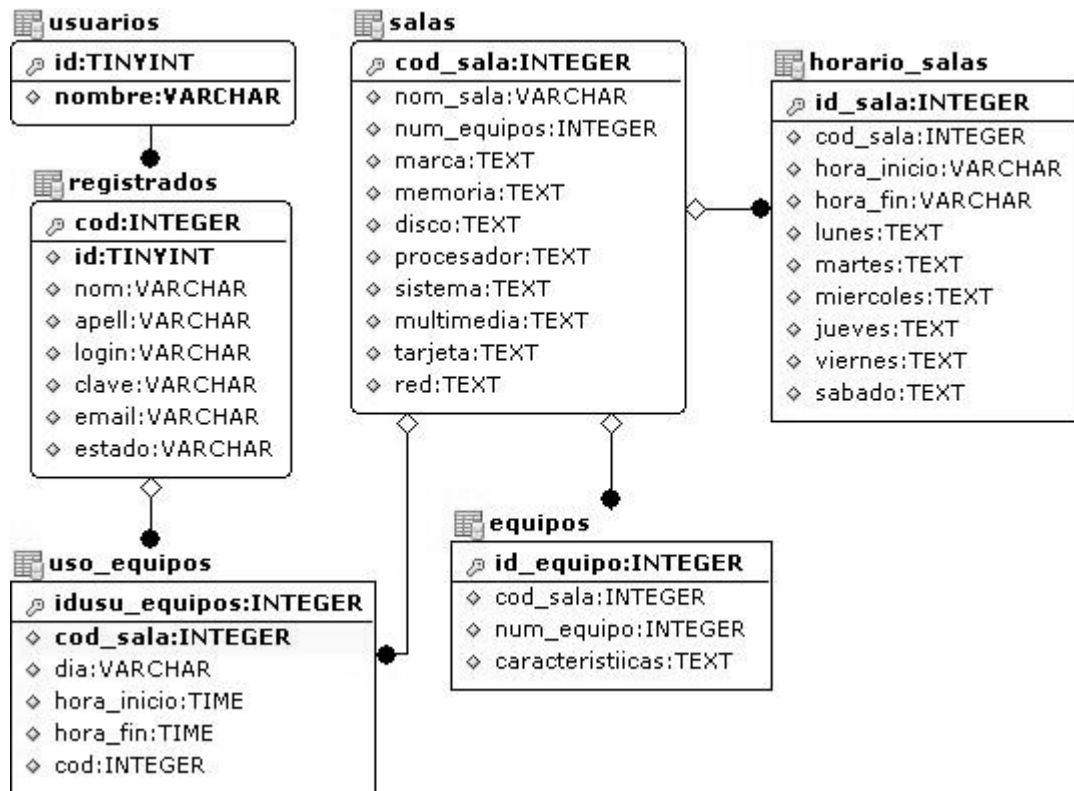 usuarios
id:TINYINT
nombre:VARCHAR
registrados
cod:INTEGER
id:TINYINT
nom:VARCHAR
apell:VARCHAR
login:VARCHAR
clave:VARCHAR
email:VARCHAR
estado:VARCHAR
uso_equipos
idusu_equipos:INTEGER
cod_sala:INTEGER
dia:VARCHAR
hora_inicio:TIME
hora_fin:TIME
cod:INTEGER
salas
cod_sala:INTEGER
nom_sala:VARCHAR
num_equipos:INTEGER
marca:TEXT
memoria:TEXT
disco:TEXT
procesador:TEXT
sistema:TEXT
multimedia:TEXT
tarjeta:TEXT
red:TEXT
equipos
id_equipo:INTEGER
cod_sala:INTEGER
num_equipo:INTEGER
caracteristiicas:TEXT
horario_salas
id_sala:INTEGER
cod_sala:INTEGER
hora_inicio:VARCHAR
hora_fin:VARCHAR
lunes:TEXT
martes:TEXT
miercoles:TEXT
jueves:TEXT
viernes:TEXT
sabado:TEXT